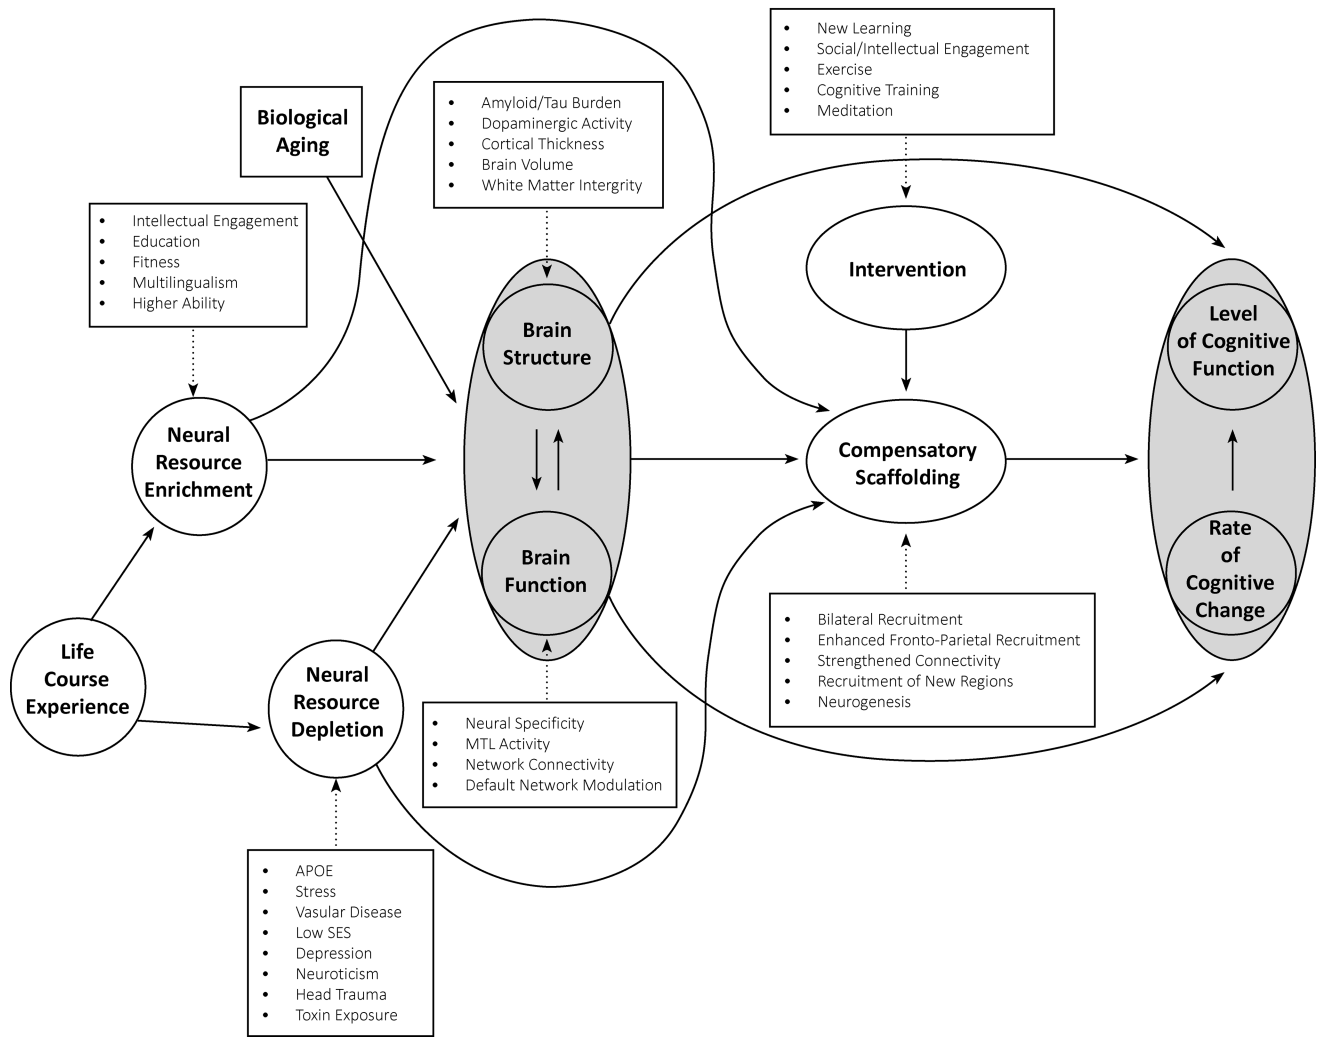 • New Learning
• Social/Intellectual Engagement
• Exercise
• Cognitive Training
• Meditation
Biological
Aging
• Amyloid/Tau Burden
• Dopaminergic Activity
• Cortical Thickness
• Brain Volume
• White Matter Intergrity
• Intellectual Engagement
• Education
• Fitness
• Multilingualism
• Higher Ability
Intervention
Brain
Structure
Level
of Cognitive
Function
Neural
Resource
Enrichment
Compensatory
Scaffolding
Brain
Function
Rate
of
Cognitive
Change
Life
Course
Experience
Neural
Resource
Depletion
• Bilateral Recruitment
• Enhanced Fronto-Parietal Recruitment
• Strengthened Connectivity
• Recruitment of New Regions
• Neurogenesis
• Neural Specificity
• MTL Activity
• Network Connectivity
• Default Network Modulation
• APOE
• Stress
• Vasular Disease
• Low SES
• Depression
• Neuroticism
• Head Trauma
• Toxin Exposure